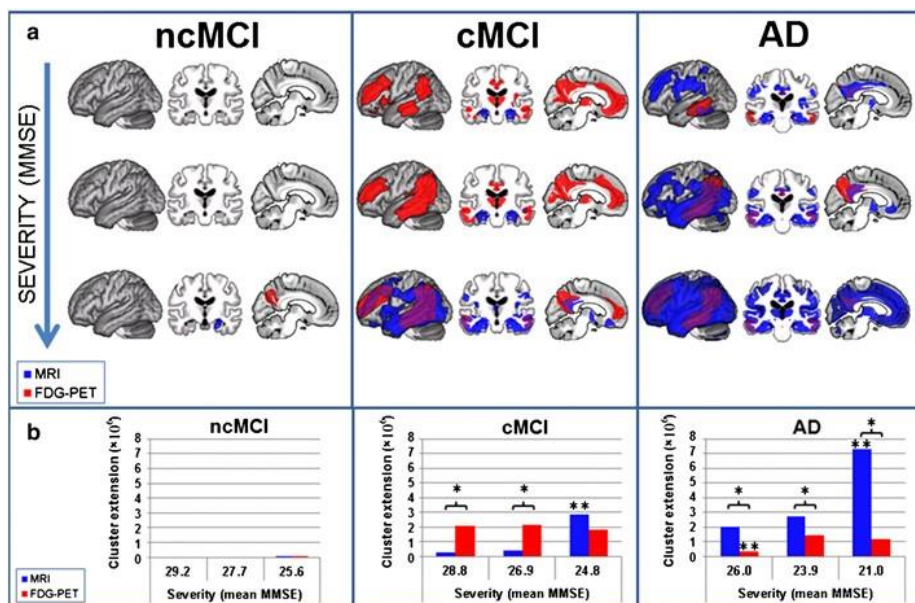 a
ncMCI
cMCI
AD
SEVERITY (MMSE)
MRI
FDG-PET
b
ncMCI
Cluster extension (×10⁶)
8
7
6
5
4
3
2
1
0
29.2 27.7 25.6
Severity (mean MMSE)
cMCI
Cluster extension (×10⁶)
8
7
6
5
4
3
2
1
0
* * **
28.8 26.9 24.8
Severity (mean MMSE)
AD
Cluster extension (×10⁶)
8
7
6
5
4
3
2
1
0
*
**
* *
**
26.0 23.9 21.0
Severity (mean MMSE)
MRI
FDG-PET